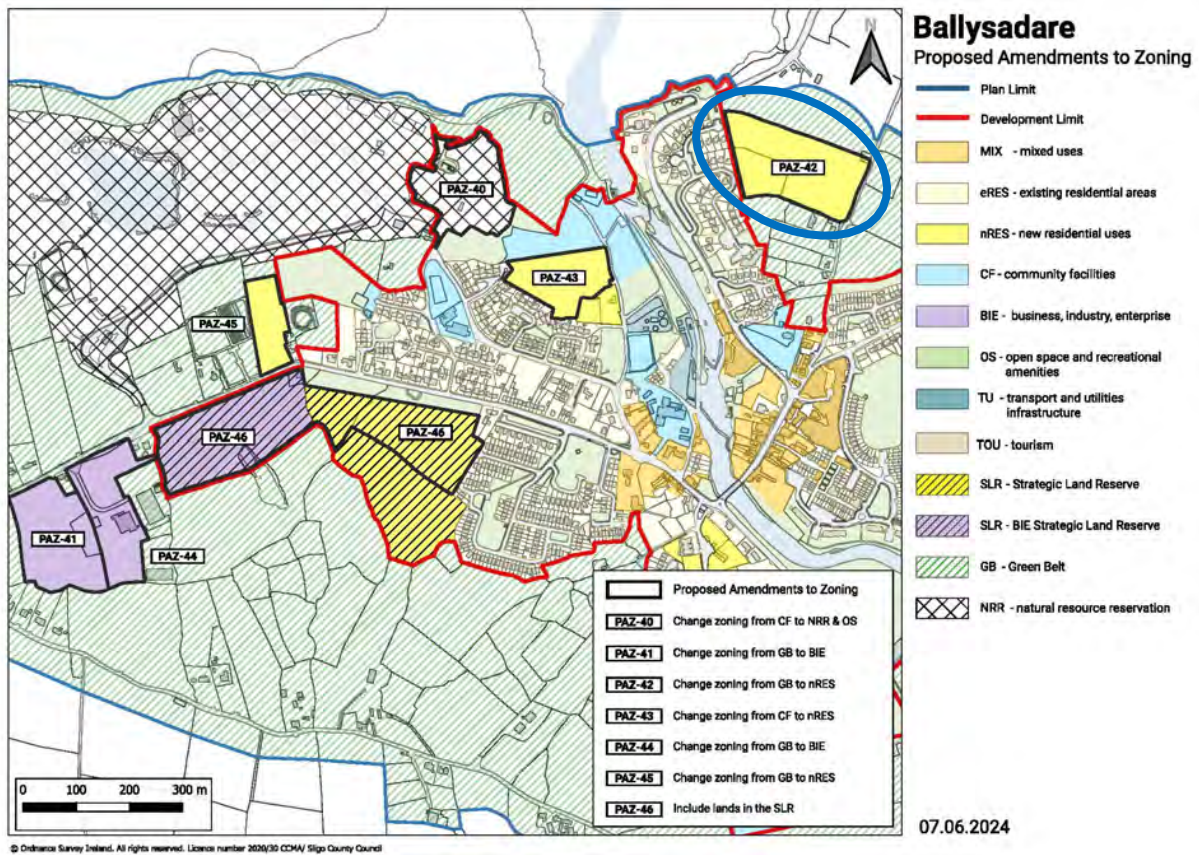 Ballysadare
Proposed Amendments to Zoning
Plan Limit
Development Limit
MIX - mixed uses
eRES - existing residential areas
nRES - new residential uses
CF - community facilities
BIE - business, industry, enterprise
OS - open space and recreational
amenities
TU - transport and utilities
infrastructure
TOU - tourism
SLR - Strategic Land Reserve
SLR - BIE Strategic Land Reserve
GB - Green Belt
NRR - natural resource reservation
07.06.2024
N
PAZ-42
PAZ-40
PAZ-43
PAZ-45
PAZ-46
PAZ-46
PAZ-41
PAZ-44
Proposed Amendments to Zoning
PAZ-40 Change zoning from CF to NRR & OS
PAZ-41 Change zoning from GB to BIE
PAZ-42 Change zoning from GB to nRES
PAZ-43 Change zoning from CF to nRES
PAZ-44 Change zoning from GB to BIE
PAZ-45 Change zoning from GB to nRES
PAZ-46 Include lands in the SLR
0 100 200 300 m
© Ordnance Survey Ireland. All rights reserved. Licence number 2020/30 CCMA/ Sligo County Council